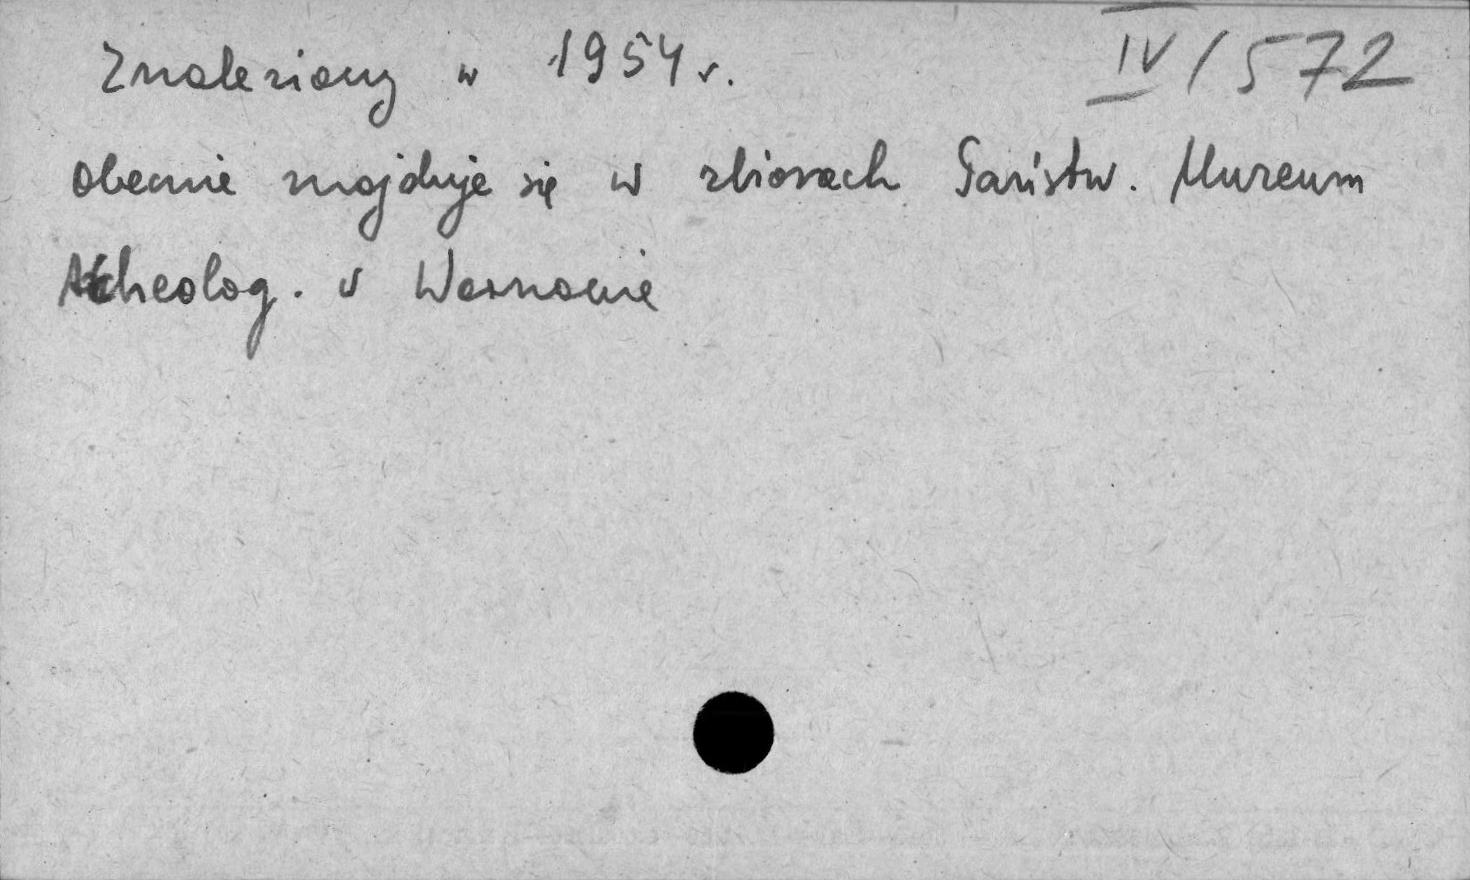 Znaleziony w 1954 r. IV/572
obecnie znajduje się w zbiorach Państw. Muzeum
Archeolog. w Warszawie